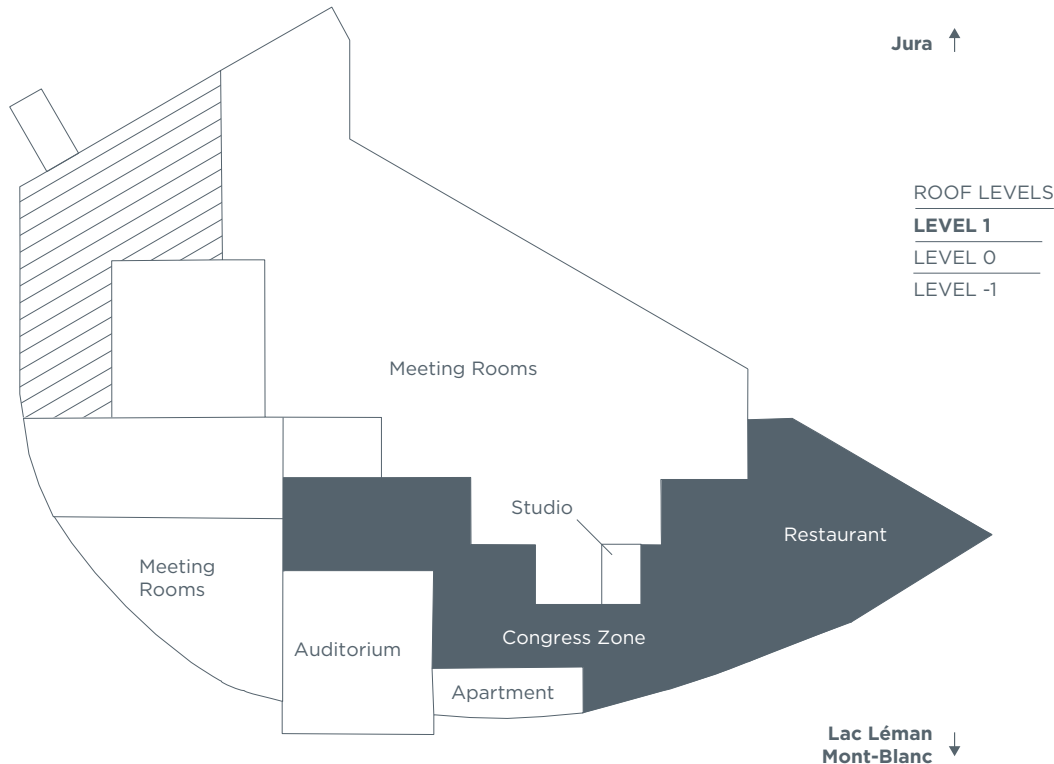 Jura
ROOF LEVELS
LEVEL 1
LEVEL 0
LEVEL -1
Meeting Rooms
Studio
Restaurant
Meeting
Rooms
Congress Zone
Auditorium
Apartment
Lac Léman
Mont-Blanc